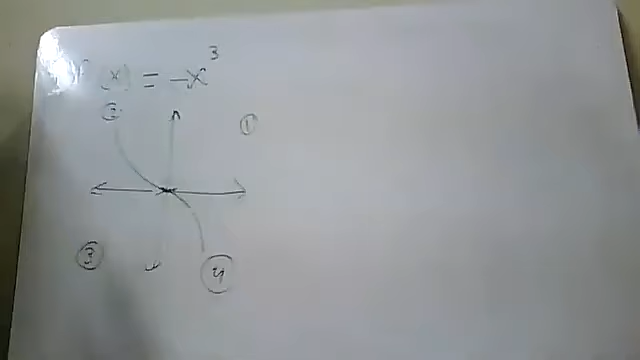 f(x) = -x³
② ①
③ ④